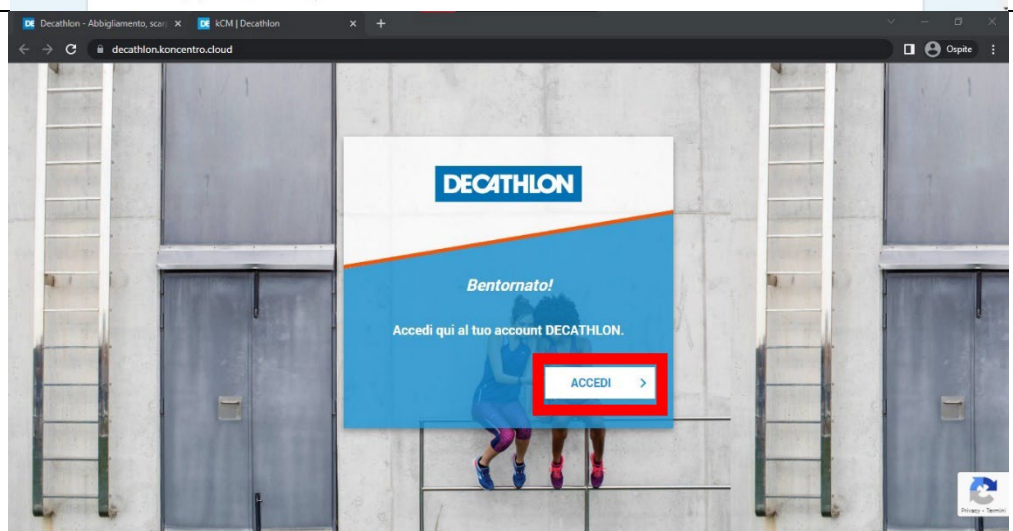 Decathlon - Abbigliamento, scar
kCM | Decathlon
decathlon.koncentro.cloud
Ospite
DECATHLON
Bentornato!
Accedi qui al tuo account DECATHLON.
ACCEDI
Privacy - Termini